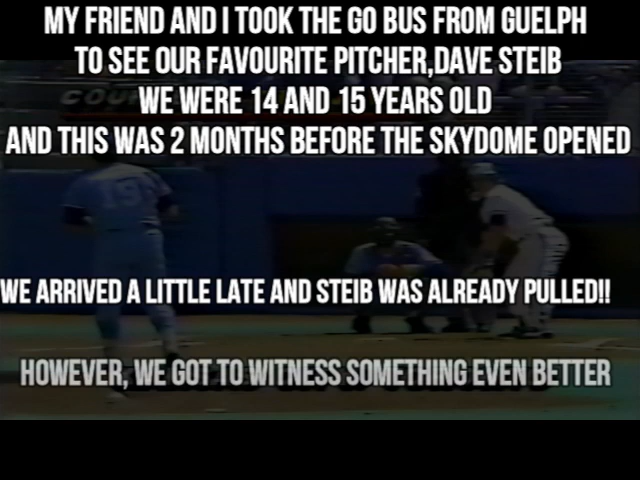 MY FRIEND AND I TOOK THE GO BUS FROM GUELPH
TO SEE OUR FAVOURITE PITCHER,DAVE STEIB
WE WERE 14 AND 15 YEARS OLD
AND THIS WAS 2 MONTHS BEFORE THE SKYDOME OPENED
WE ARRIVED A LITTLE LATE AND STEIB WAS ALREADY PULLED!!
HOWEVER, WE GOT TO WITNESS SOMETHING EVEN BETTER